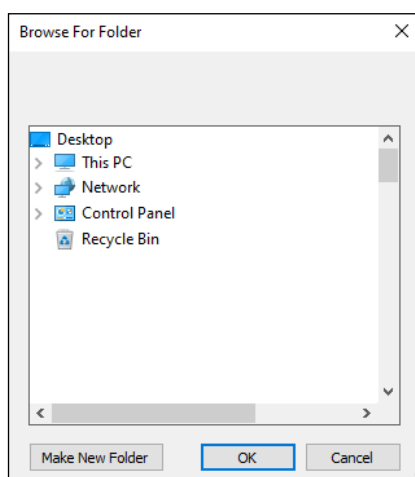 Browse For Folder
Desktop
This PC
Network
Control Panel
Recycle Bin
Make New Folder OK Cancel